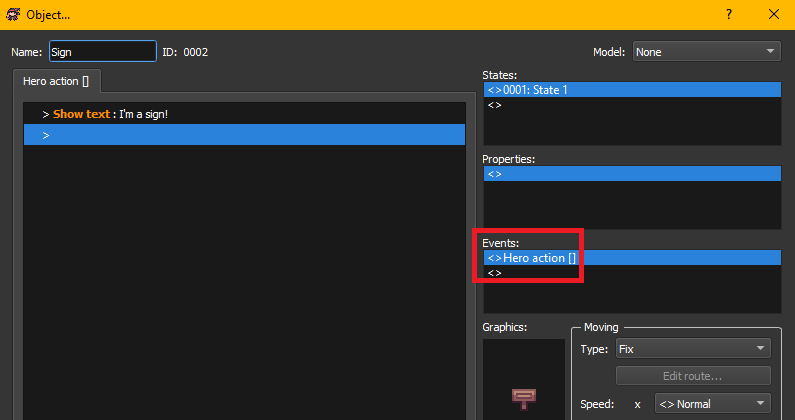 Object...
?
Name: Sign ID: 0002
Model: None
Hero action []
> Show text : I'm a sign!
>
States:
<>0001: State 1
<>
Properties:
<>
Events:
<>Hero action []
<>
Graphics:
Moving
Type: Fix
Edit route...
Speed: x <> Normal